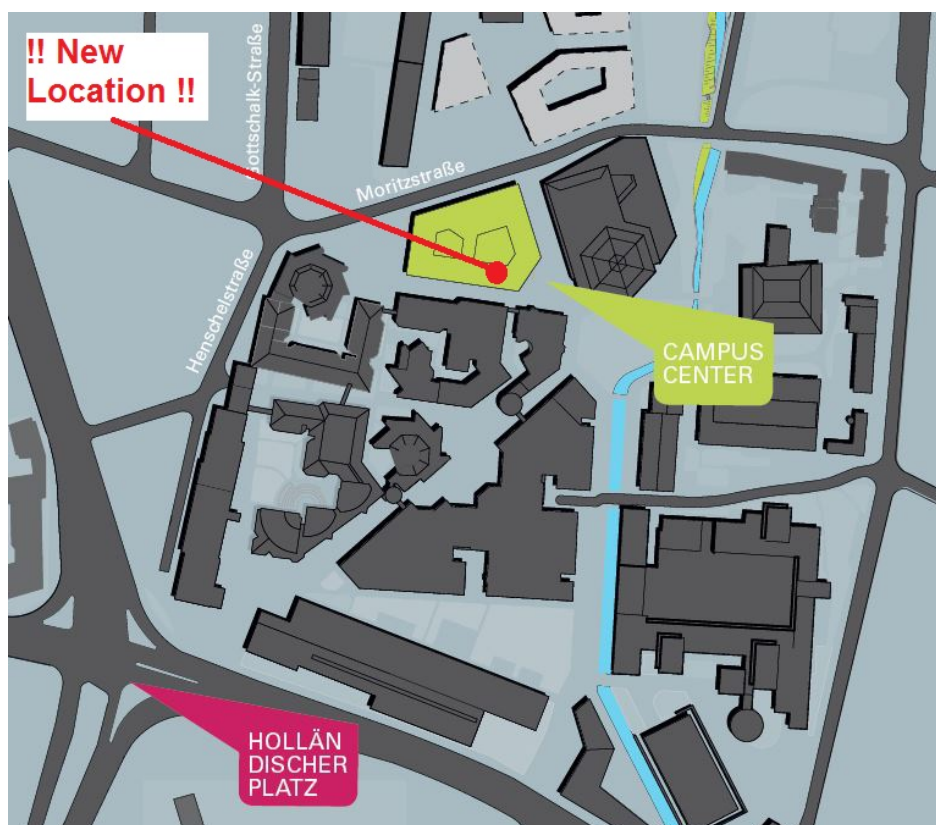 !! New
Location !!
Gottschalk-Straße
Moritzstraße
Henschelstraße
CAMPUS
CENTER
HOLLÄN
DISCHER
PLATZ